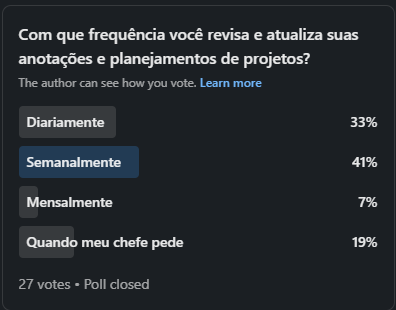 Com que frequência você revisa e atualiza suas
anotações e planejamentos de projetos?
The author can see how you vote. Learn more
Diariamente 33%
Semanalmente 41%
Mensalmente 7%
Quando meu chefe pede 19%
27 votes • Poll closed